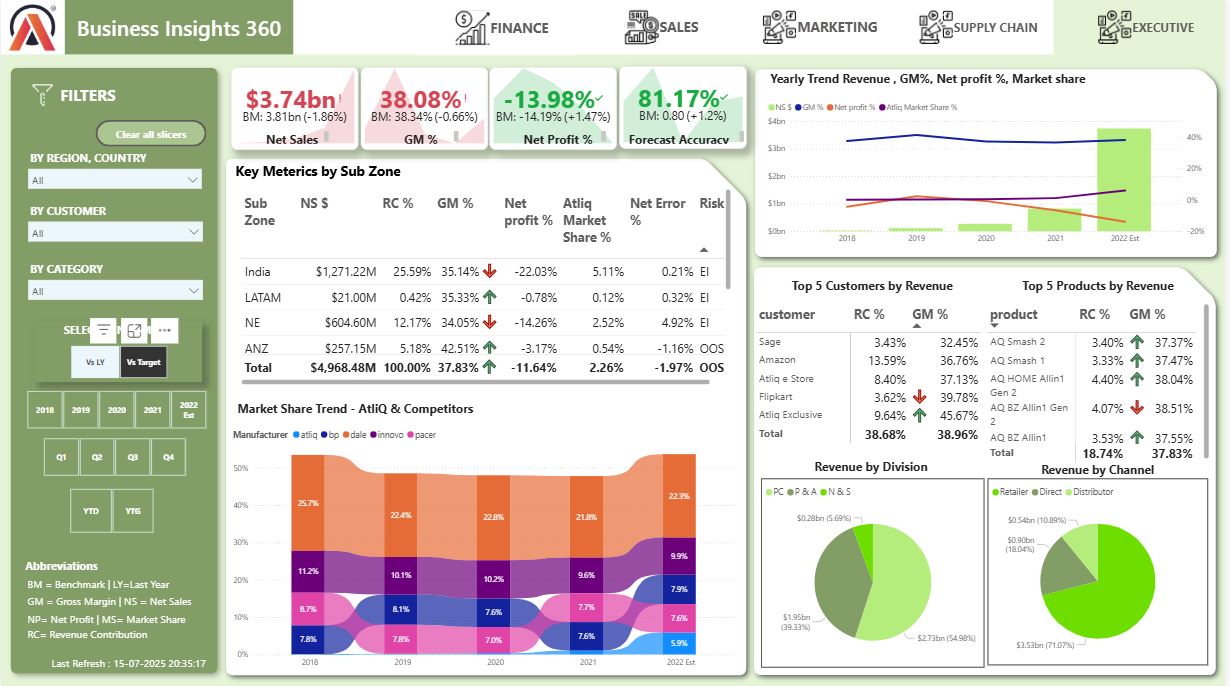 Business Insights 360
FINANCE
SALES
MARKETING
SUPPLY CHAIN
EXECUTIVE
FILTERS
Clear all slicers
BY REGION, COUNTRY
All
BY CUSTOMER
All
BY CATEGORY
All
Vs LY
Vs Target
2018 2019 2020 2021 2022 Est
Q1 Q2 Q3 Q4
YTD YTG
Abbreviations
BM = Benchmark | LY=Last Year
GM = Gross Margin | NS = Net Sales
NP= Net Profit | MS= Market Share
RC= Revenue Contribution
Last Refresh : 15-07-2025 20:35:17
$3.74bn!
BM: 3.81bn (-1.86%)
Net Sales
38.08%!
BM: 38.34% (-0.66%)
GM %
-13.98%✓
BM: -14.19% (+1.47%)
Net Profit %
81.17%✓
BM: 0.80 (+1.2%)
Forecast Accuracy
Key Meterics by Sub Zone
Sub Zone NS $ RC % GM % Net profit % Atliq Market Share % Net Error % Risk
India $1,271.22M 25.59% 35.14% -22.03% 5.11% 0.21% EI
LATAM $21.00M 0.42% 35.33% -0.78% 0.12% 0.32% EI
NE $604.60M 12.17% 34.05% -14.26% 2.52% 4.92% EI
ANZ $257.15M 5.18% 42.51% -3.17% 0.54% -1.16% OOS
Total $4,968.48M 100.00% 37.83% -11.64% 2.26% -1.97% OOS
Market Share Trend - AtliQ & Competitors
Manufacturer atliq bp dale innovo pacer
50%
40%
30%
20%
10%
0%
25.7% 22.4% 22.8% 21.8% 22.3%
11.2% 10.1% 10.2% 9.6% 9.9%
8.7% 8.1% 7.6% 7.7% 7.9%
7.8% 7.8% 7.0% 7.6% 7.6%
5.9%
2018 2019 2020 2021 2022 Est
Yearly Trend Revenue , GM%, Net profit %, Market share
NS $ GM % Net profit % Atliq Market Share %
$4bn
$3bn
$2bn
$1bn
$0bn
40%
20%
0%
-20%
2018 2019 2020 2021 2022 Est
Top 5 Customers by Revenue
customer RC % GM %
Sage 3.43% 32.45%
Amazon 13.59% 36.76%
Atliq e Store 8.40% 37.13%
Flipkart 3.62% 39.78%
Atliq Exclusive 9.64% 45.67%
Total 38.68% 38.96%
Top 5 Products by Revenue
product RC % GM %
AQ Smash 2 3.40% 37.37%
AQ Smash 1 3.33% 37.47%
AQ HOME Allin1 Gen 2 4.40% 38.04%
AQ BZ Allin1 Gen 2 4.07% 38.51%
AQ BZ Allin1 3.53% 37.55%
Total 18.74% 37.83%
Revenue by Division
PC P & A N & S
$0.28bn (5.69%)
$1.95bn (39.33%)
$2.73bn (54.98%)
Revenue by Channel
Retailer Direct Distributor
$0.54bn (10.89%)
$0.90bn (18.04%)
$3.53bn (71.07%)